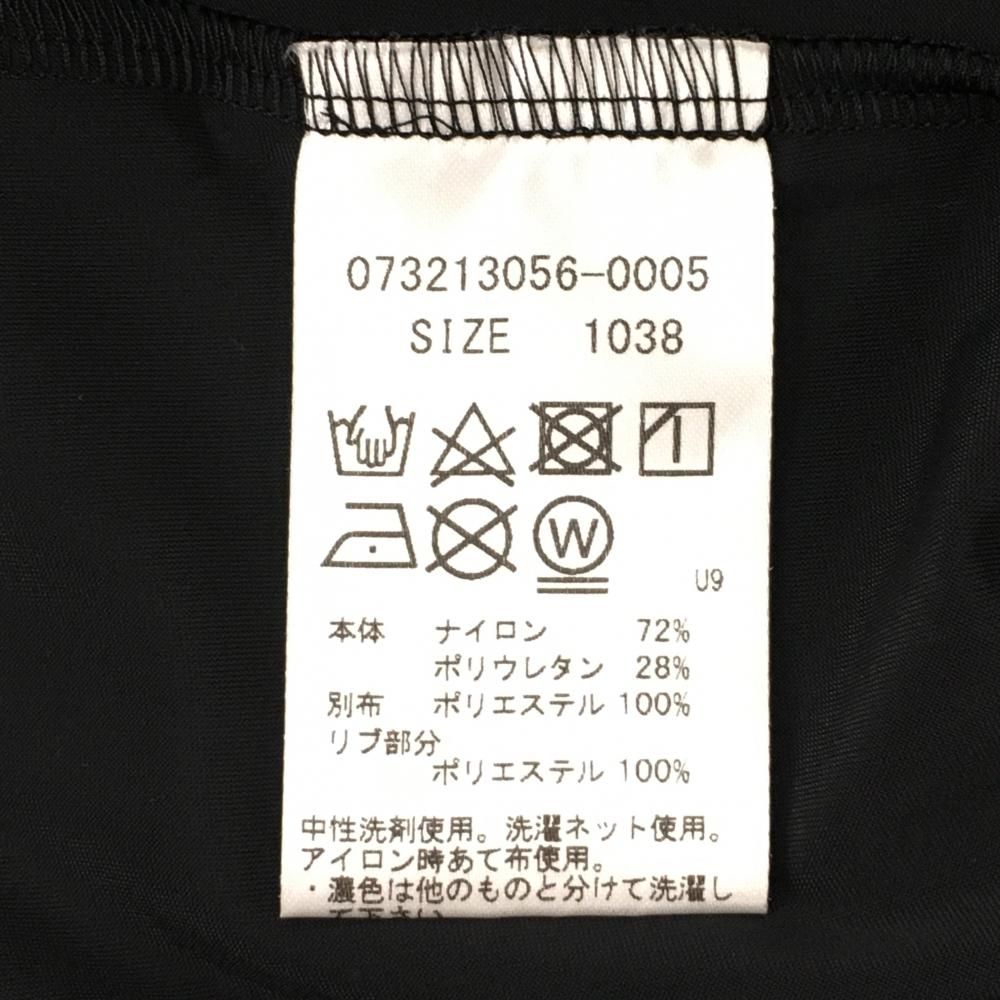 073213056-0005
SIZE 1038
W
U9
本体 ナイロン 72%
ポリウレタン 28%
別布 ポリエステル 100%
リブ部分
ポリエステル 100%
中性洗剤使用。洗濯ネット使用。
アイロン時あて布使用。
・濃色は他のものと分けて洗濯し
て下さい